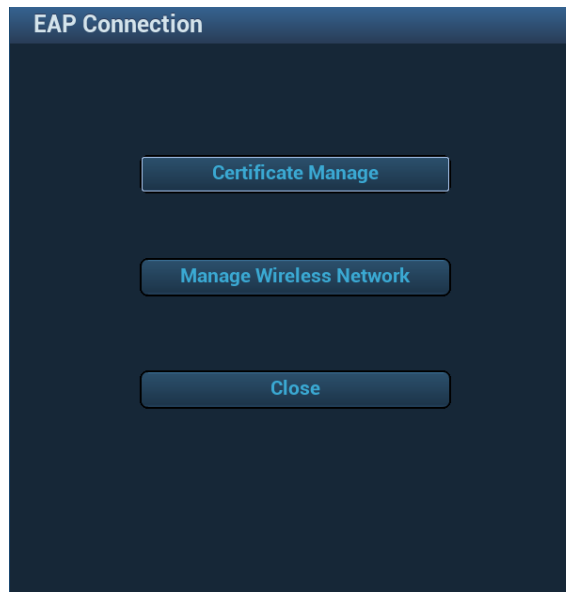 EAP Connection
Certificate Manage
Manage Wireless Network
Close